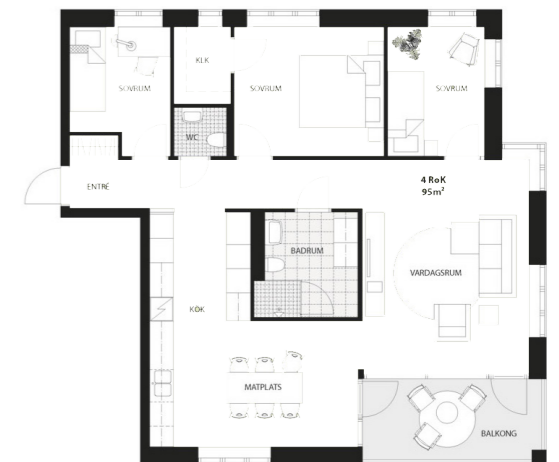 KLK
SOVRUM
SOVRUM
SOVRUM
WC
ENTRÉ
4 RoK
95m²
BADRUM
VARDAGSRUM
KÖK
MATPLATS
BALKONG